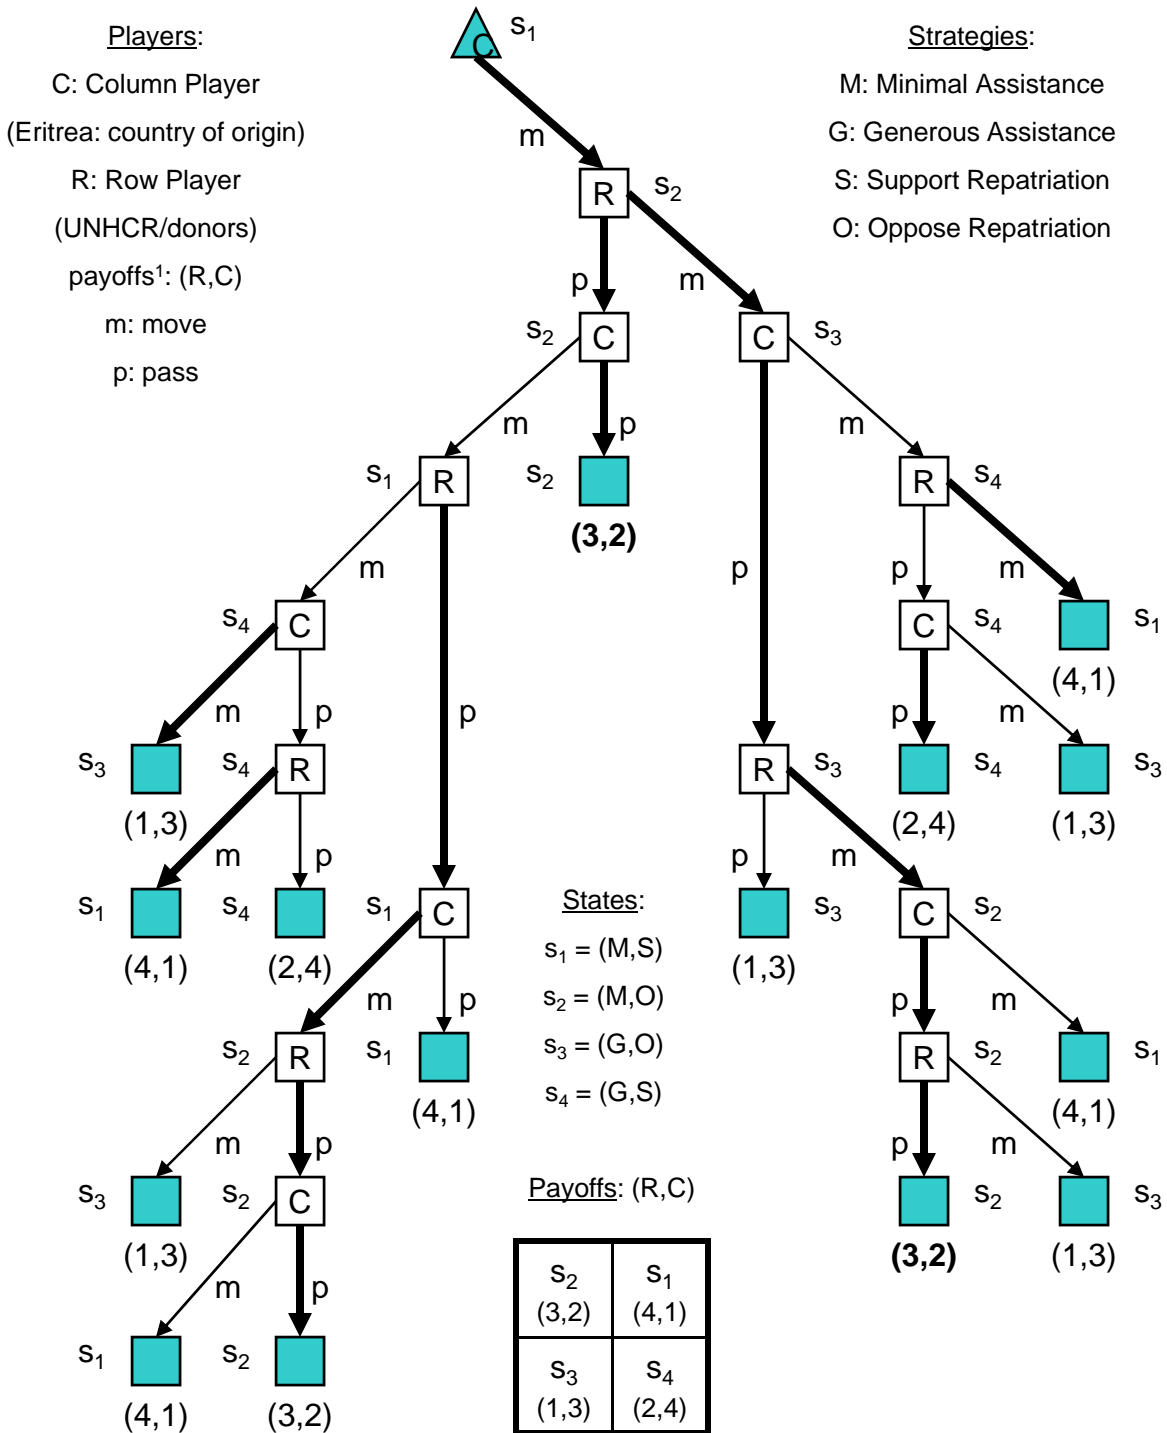 Players:
C: Column Player
(Eritrea: country of origin)
R: Row Player
(UNHCR/donors)
payoffs¹: (R,C)
m: move
p: pass
Strategies:
M: Minimal Assistance
G: Generous Assistance
S: Support Repatriation
O: Oppose Repatriation
C s₁
m
R s₂
p m
s₂ C C s₃
m p m
s₁ R s₂ R s₄
(3,2)
m p p m
s₄ C C s₄ s₁
(4,1)
m p p p m
s₃ s₄ R R s₃ s₄ s₃
(1,3) (2,4) (1,3)
m p p m
s₁ s₄ s₁ C s₃ C s₂
(4,1) (2,4) (1,3)
m p p m
s₂ R s₁ R s₂ s₁
(4,1) (4,1)
m p p m
s₃ s₂ C s₂ s₃
(1,3) (3,2) (1,3)
m p
s₁ s₂
(4,1) (3,2)
States:
s₁ = (M,S)
s₂ = (M,O)
s₃ = (G,O)
s₄ = (G,S)
Payoffs: (R,C)
s₂ s₁
(3,2) (4,1)
s₃ s₄
(1,3) (2,4)